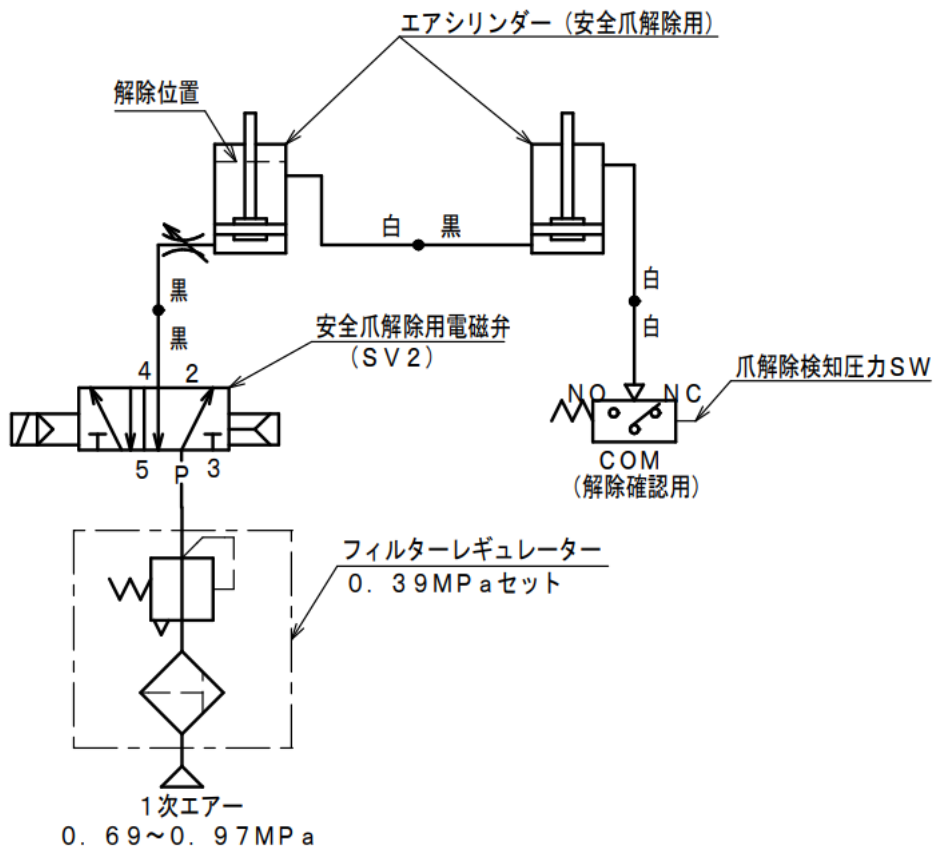 エアシリンダー（安全爪解除用）
解除位置
白 黒
黒
黒
白
白
安全爪解除用電磁弁
（SV2）
4 2
5 P 3
爪解除検知圧力SW
NO NC
COM
（解除確認用）
フィルターレギュレーター
0．39MPaセット
1次エアー
0．69～0．97MPa